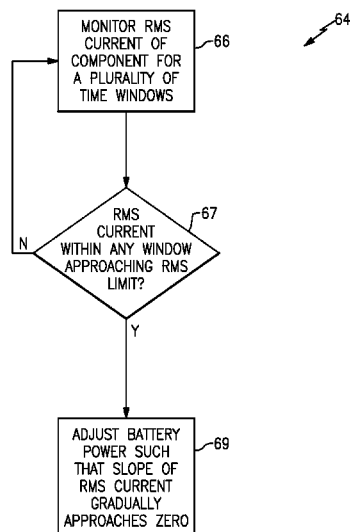 64
MONITOR RMS
CURRENT OF
COMPONENT FOR
A PLURALITY OF
TIME WINDOWS
66
RMS
CURRENT
WITHIN ANY WINDOW
APPROACHING RMS
LIMIT?
67
N
Y
ADJUST BATTERY
POWER SUCH
THAT SLOPE OF
RMS CURRENT
GRADUALLY
APPROACHES ZERO
69